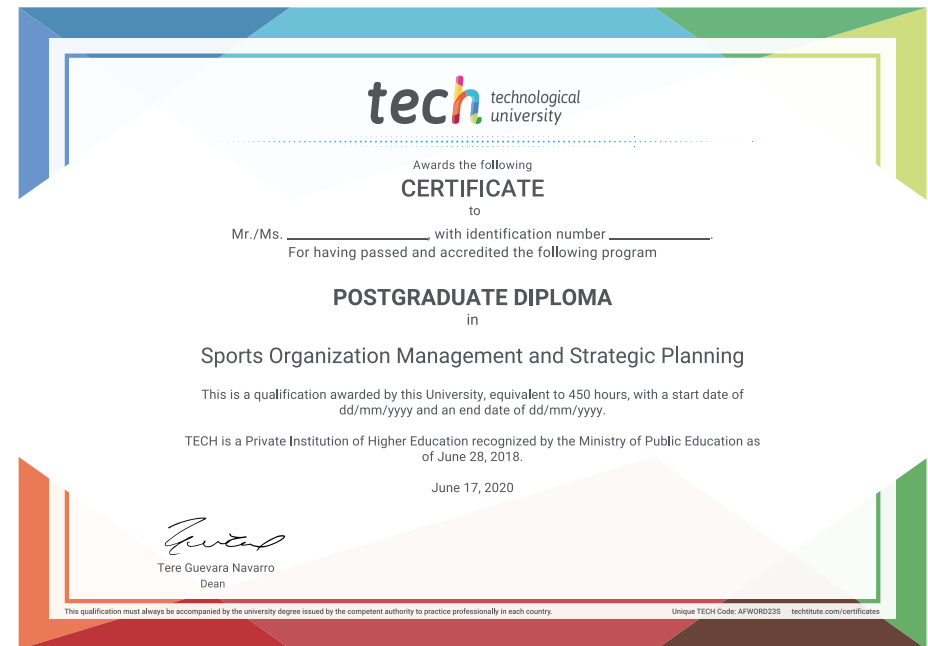 tech technological
university
Awards the following
CERTIFICATE
to
Mr./Ms. ____________, with identification number ____________.
For having passed and accredited the following program
POSTGRADUATE DIPLOMA
in
Sports Organization Management and Strategic Planning
This is a qualification awarded by this University, equivalent to 450 hours, with a start date of
dd/mm/yyyy and an end date of dd/mm/yyyy.
TECH is a Private Institution of Higher Education recognized by the Ministry of Public Education as
of June 28, 2018.
June 17, 2020
Tere Guevara Navarro
Dean
This qualification must always be accompanied by the university degree issued by the competent authority to practice professionally in each country.
Unique TECH Code: AFWORD23S techtitute.com/certificates